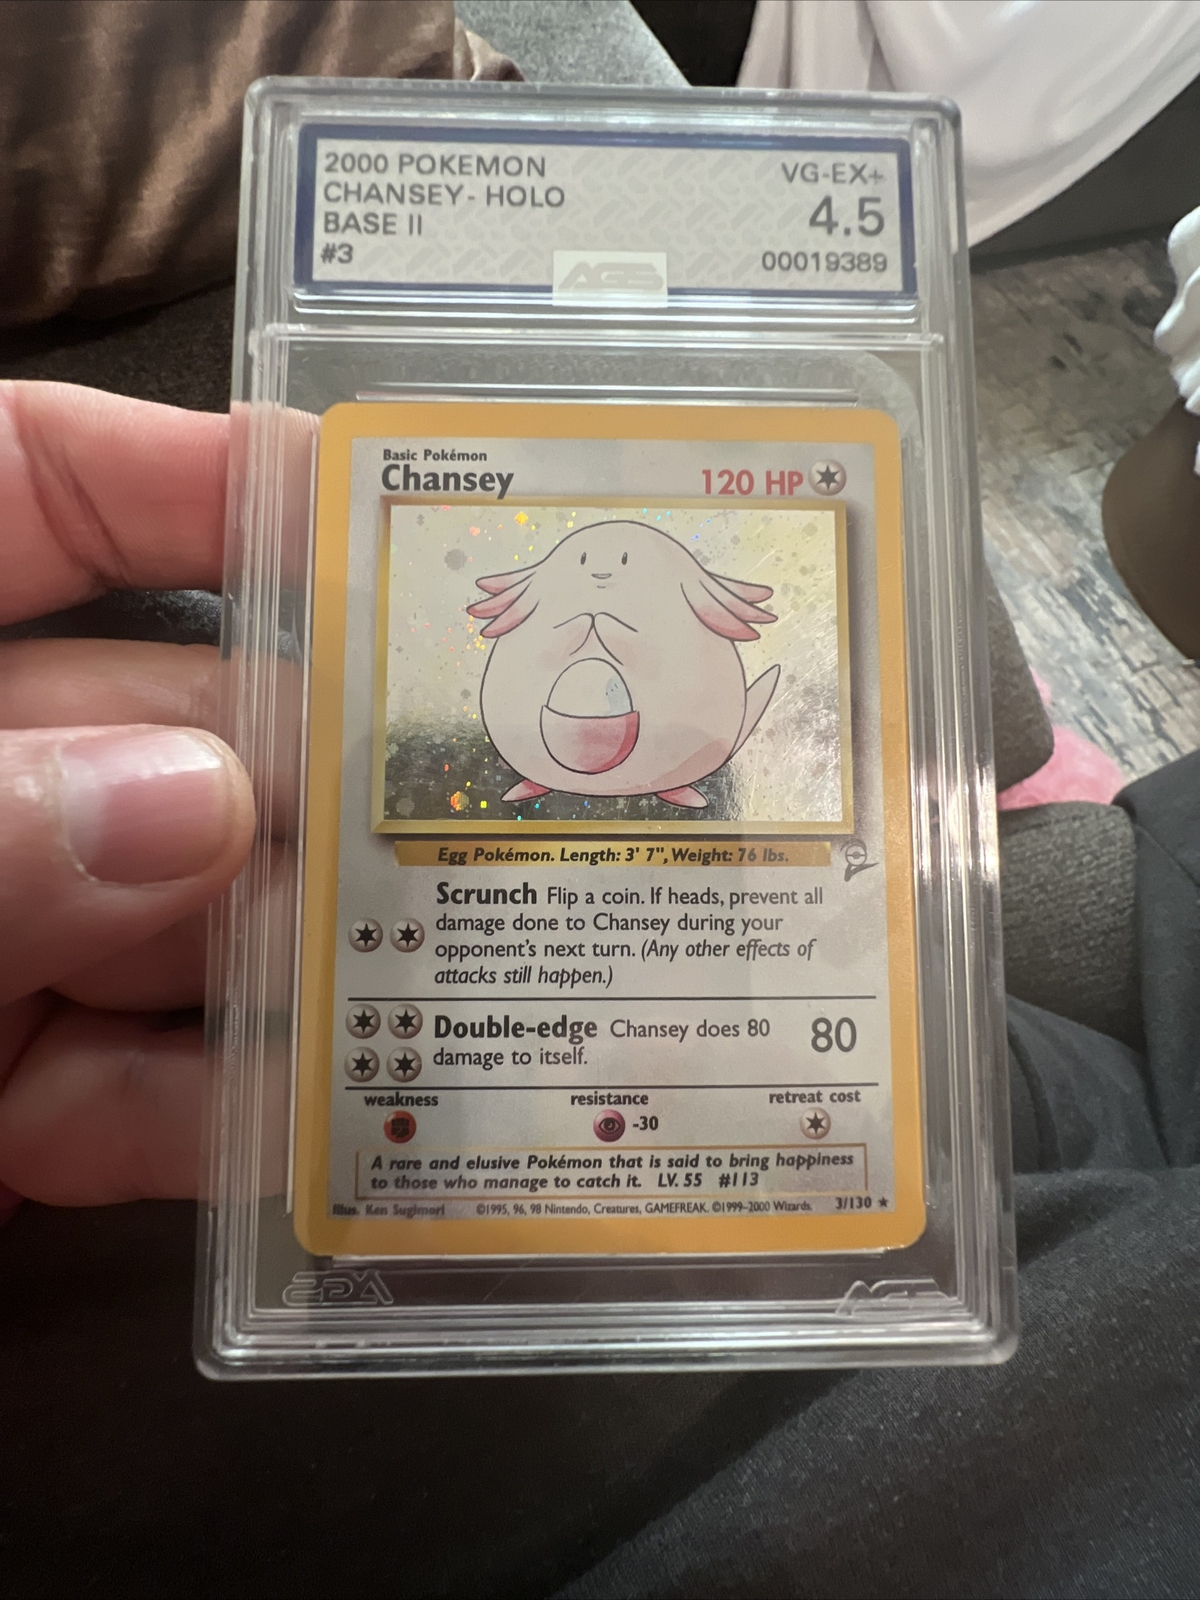 2000 POKEMON
CHANSEY - HOLO
BASE II
#3
VG-EX+
4.5
00019389
AGS
Basic Pokémon
Chansey
120 HP
Egg Pokémon. Length: 3' 7", Weight: 76 lbs.
Scrunch Flip a coin. If heads, prevent all
damage done to Chansey during your
opponent's next turn. (Any other effects of
attacks still happen.)
Double-edge Chansey does 80
damage to itself.
80
weakness
resistance
retreat cost
-30
A rare and elusive Pokémon that is said to bring happiness
to those who manage to catch it. LV. 55 #113
Illus. Ken Sugimori
©1995, 96, 98 Nintendo, Creatures, GAMEFREAK. ©1999-2000 Wizards.
3/130 ★
AGS
AGS